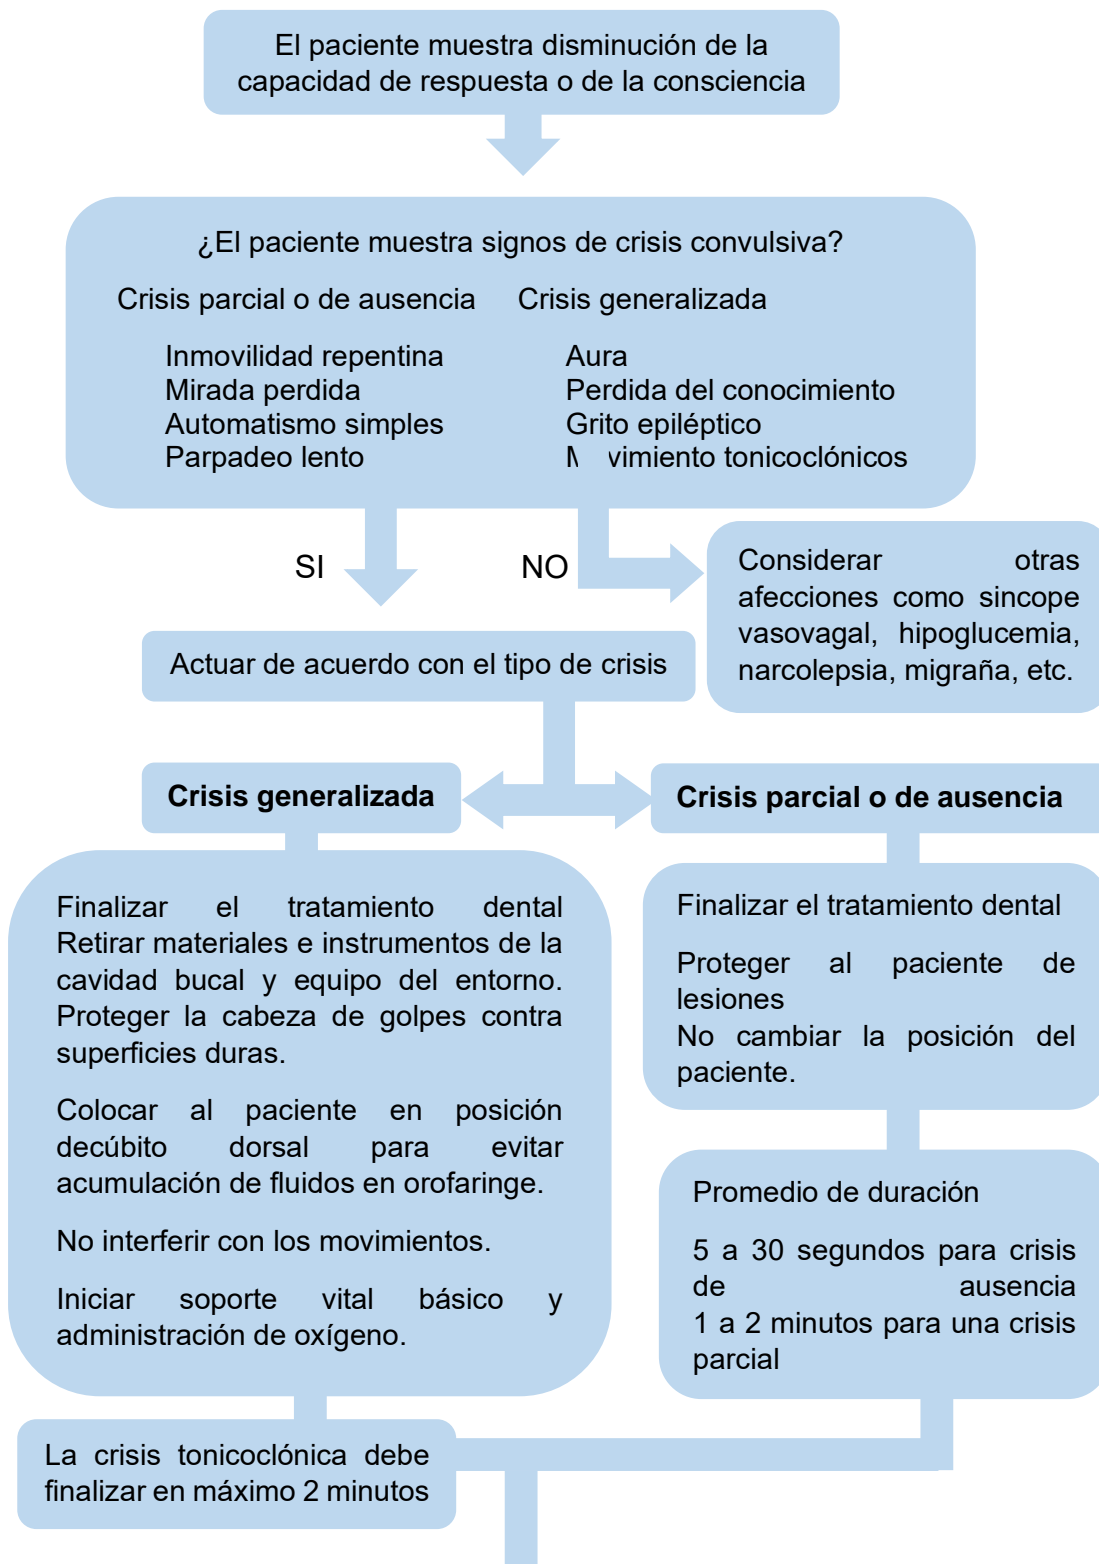 El paciente muestra disminución de la
capacidad de respuesta o de la consciencia
¿El paciente muestra signos de crisis convulsiva?
Crisis parcial o de ausencia
Inmovilidad repentina
Mirada perdida
Automatismo simples
Parpadeo lento
Crisis generalizada
Aura
Perdida del conocimiento
Grito epiléptico
M vimiento tonicoclónicos
SI
NO
Considerar otras
afecciones como sincope
vasovagal, hipoglucemia,
narcolepsia, migraña, etc.
Actuar de acuerdo con el tipo de crisis
Crisis generalizada
Finalizar el tratamiento dental
Retirar materiales e instrumentos de la
cavidad bucal y equipo del entorno.
Proteger la cabeza de golpes contra
superficies duras.
Colocar al paciente en posición
decúbito dorsal para evitar
acumulación de fluidos en orofaringe.
No interferir con los movimientos.
Iniciar soporte vital básico y
administración de oxígeno.
La crisis tonicoclónica debe
finalizar en máximo 2 minutos
Crisis parcial o de ausencia
Finalizar el tratamiento dental
Proteger al paciente de
lesiones
No cambiar la posición del
paciente.
Promedio de duración
5 a 30 segundos para crisis
de ausencia
1 a 2 minutos para una crisis
parcial